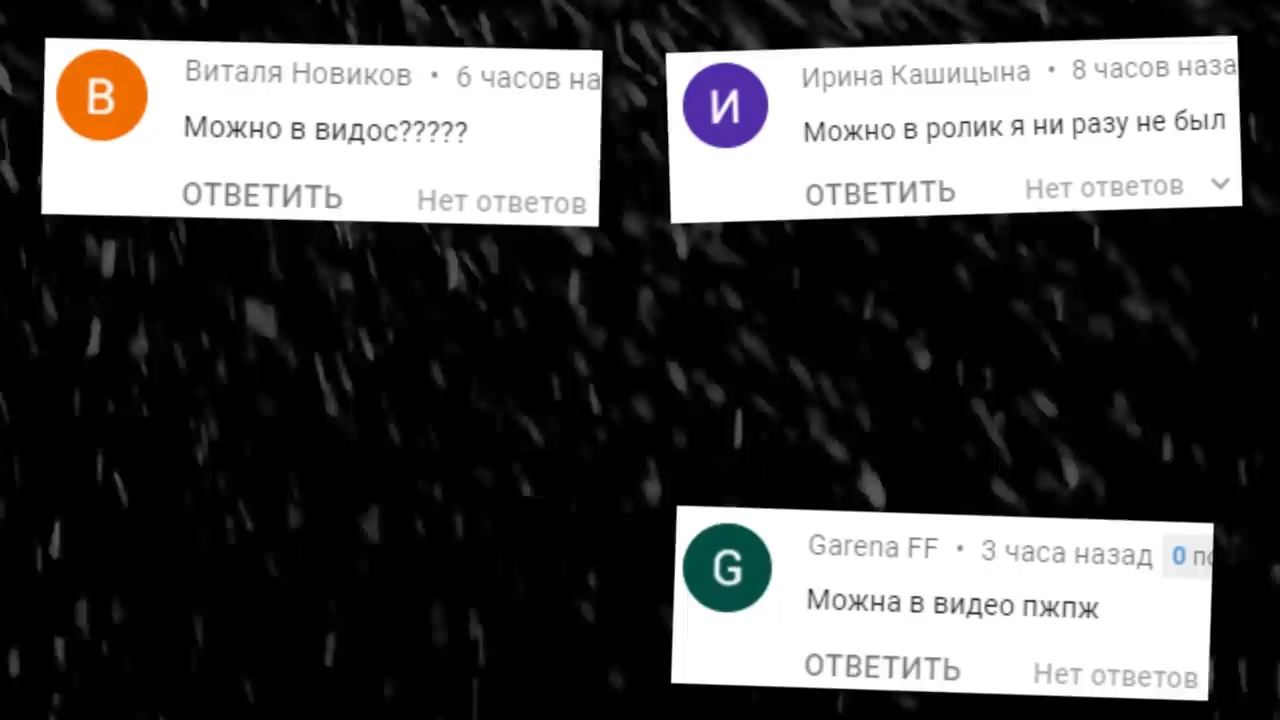 В
Виталя Новиков • 6 часов на
Можно в видос?????
ОТВЕТИТЬ Нет ответов
И
Ирина Кашицына • 8 часов наза
Можно в ролик я ни разу не был
ОТВЕТИТЬ Нет ответов
G
Garena FF • 3 часа назад 0 по
Можна в видео пжпж
ОТВЕТИТЬ Нет ответов